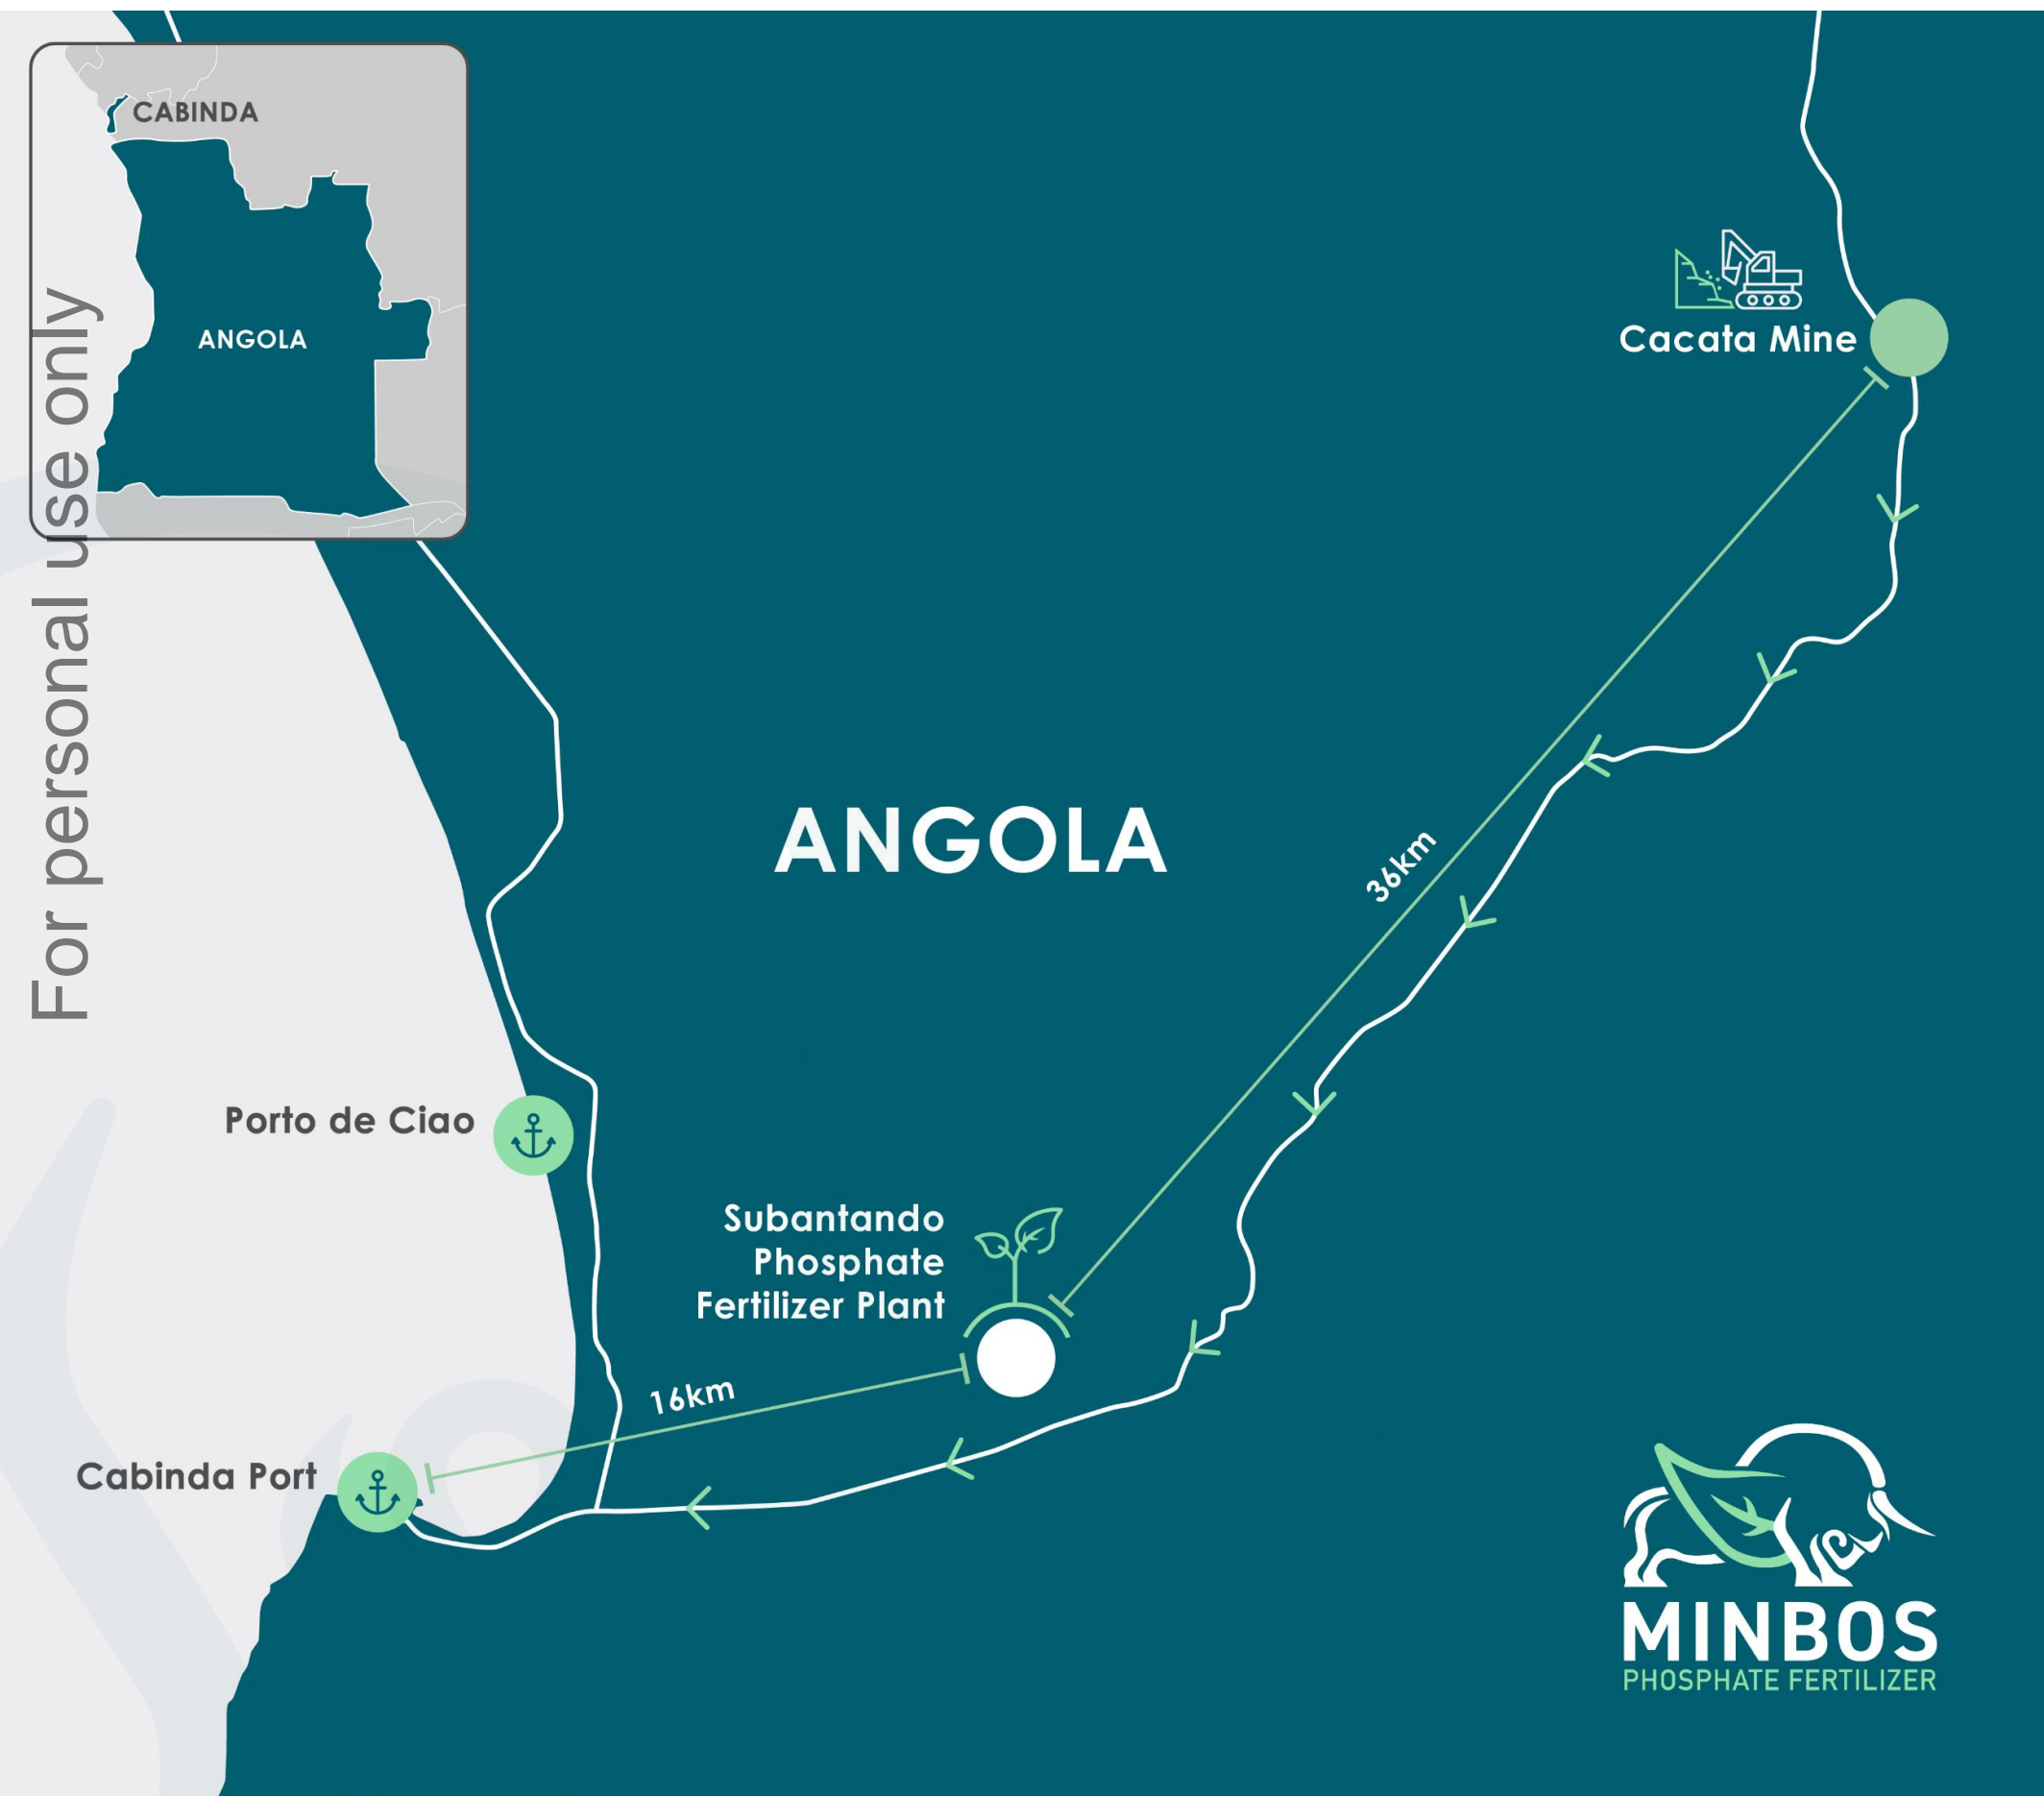 CABINDA
ANGOLA
For personal use only
Cacata Mine
ANGOLA
36km
Porto de Ciao
Subantando
Phosphate
Fertilizer Plant
16km
Cabinda Port
MINBOS
PHOSPHATE FERTILIZER